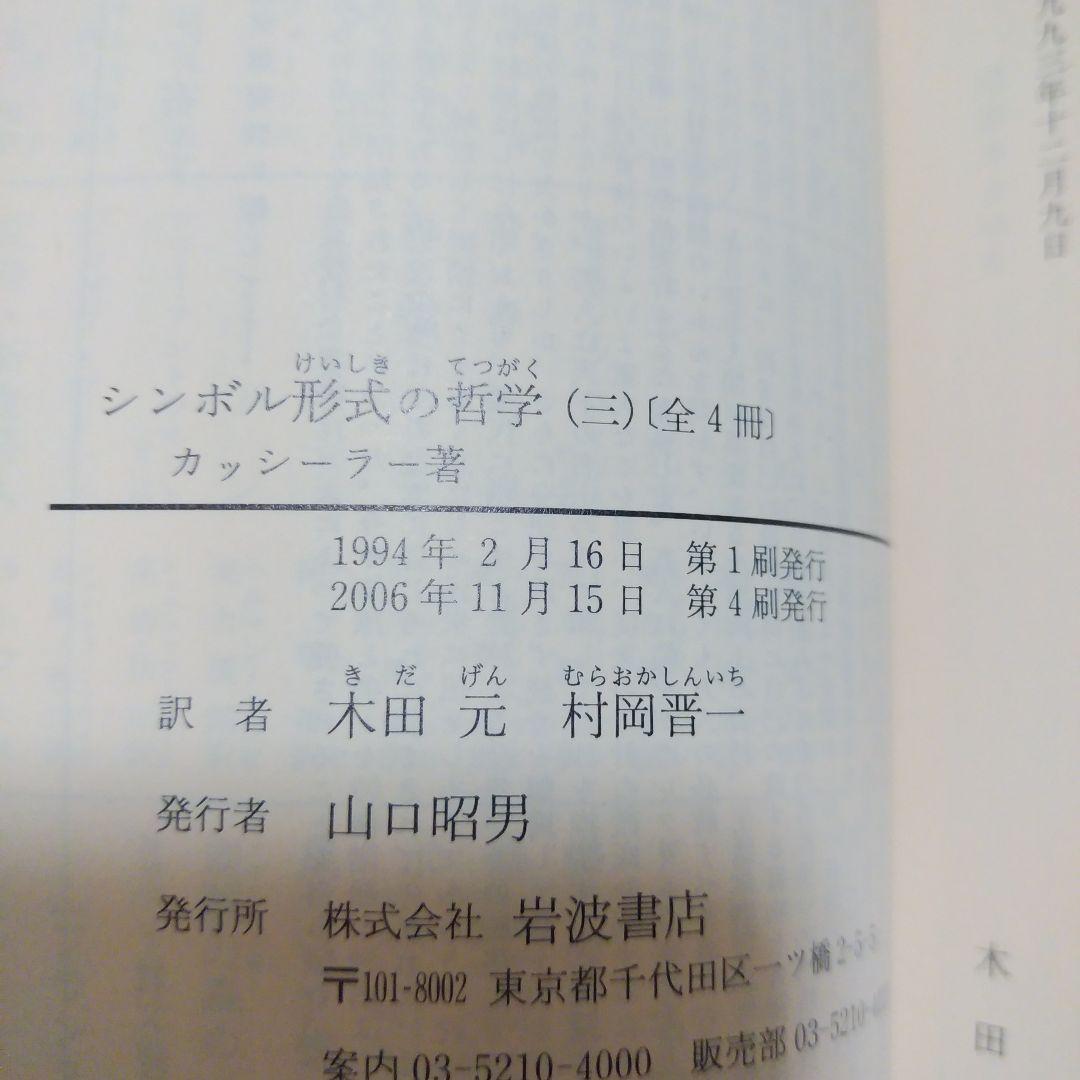 九九三年十二月九日
木田
けいしき てつがく
シンボル形式の哲学 (三)〔全4冊〕
カッシーラー著
1994年2月16日 第1刷発行
2006年11月15日 第4刷発行
きだ げん むらおかしんいち
訳者 木田 元 村岡晋一
発行者 山口昭男
発行所 株式会社 岩波書店
〒101-8002 東京都千代田区一ツ橋2-5-5
案内 03-5210-4000 販売部 03-5210-